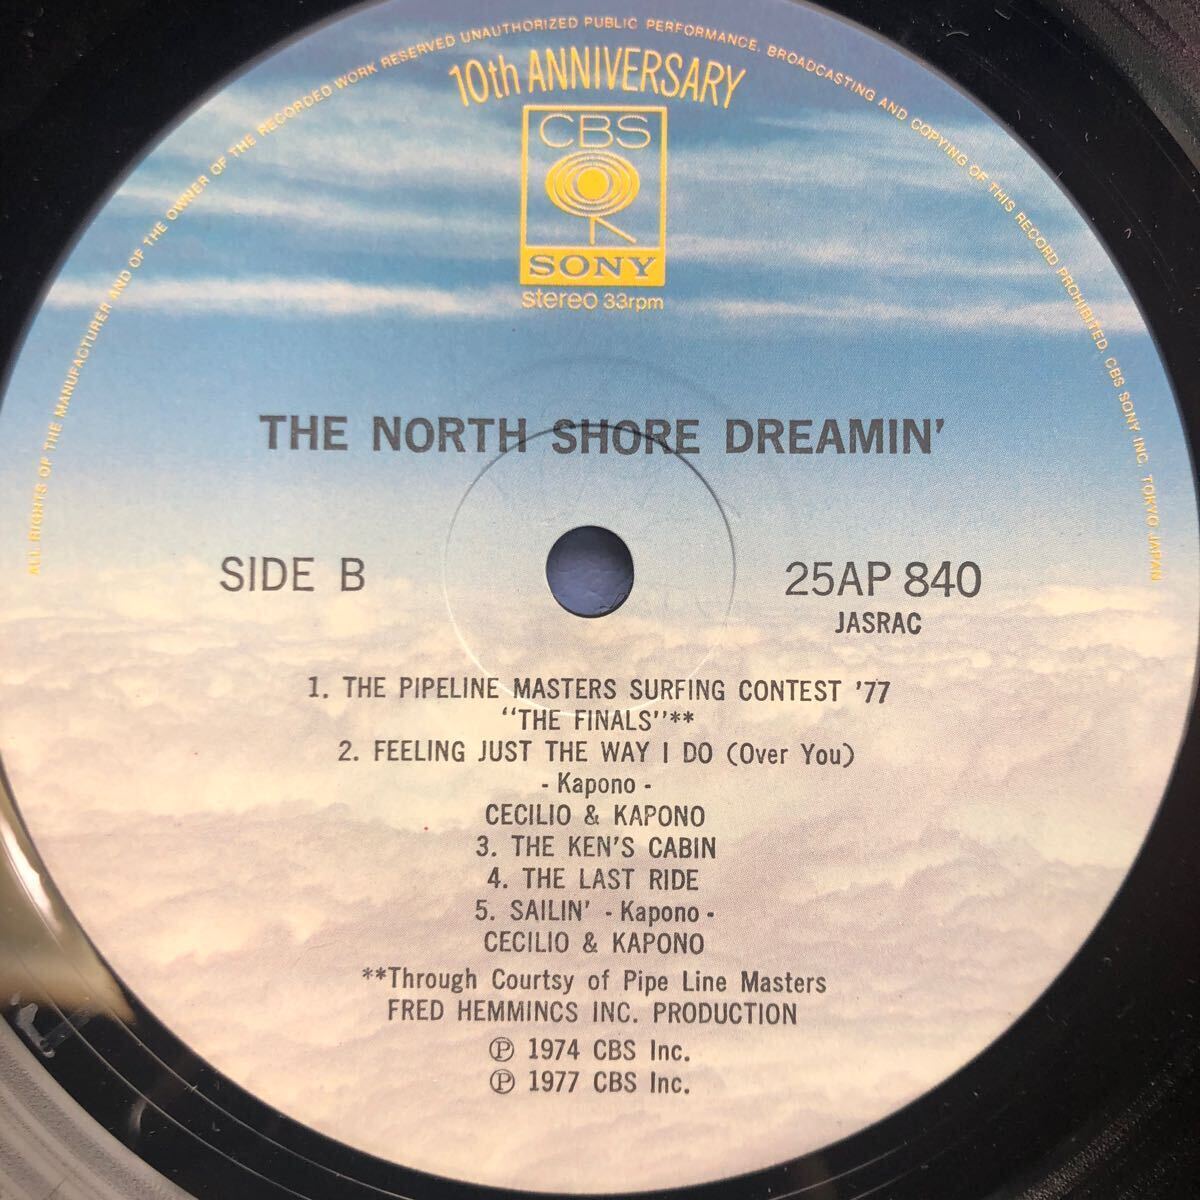 ALL RIGHTS OF THE MANUFACTURER AND OF THE OWNER OF THE RECORDED WORK RESERVED UNAUTHORIZED PUBLIC PERFORMANCE. BROADCASTING AND COPYING OF THIS RECORD PROHIBITED. CBS SONY INC. TOKYO JAPAN
10th ANNIVERSARY
CBS
SONY
stereo 33rpm
THE NORTH SHORE DREAMIN'
SIDE B
25AP 840
JASRAC
1. THE PIPELINE MASTERS SURFING CONTEST '77
"THE FINALS"**
2. FEELING JUST THE WAY I DO (Over You)
- Kapono -
CECILIO & KAPONO
3. THE KEN'S CABIN
4. THE LAST RIDE
5. SAILIN' - Kapono -
CECILIO & KAPONO
**Through Courtsy of Pipe Line Masters
FRED HEMMINGS INC. PRODUCTION
Ⓟ 1974 CBS Inc.
Ⓟ 1977 CBS Inc.